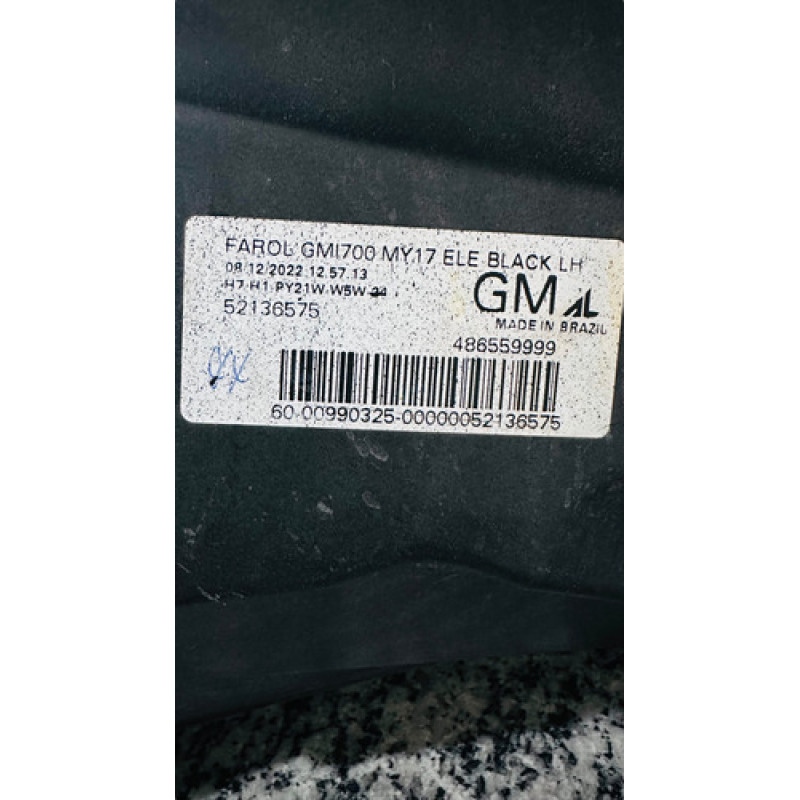 FAROL GMI700 MY17 ELE BLACK LH
08.12.2022 12.57.13
H7 H1 PY21W W5W
52136575
GM AL
MADE IN BRAZIL
486559999
60-00990325-00000052136575